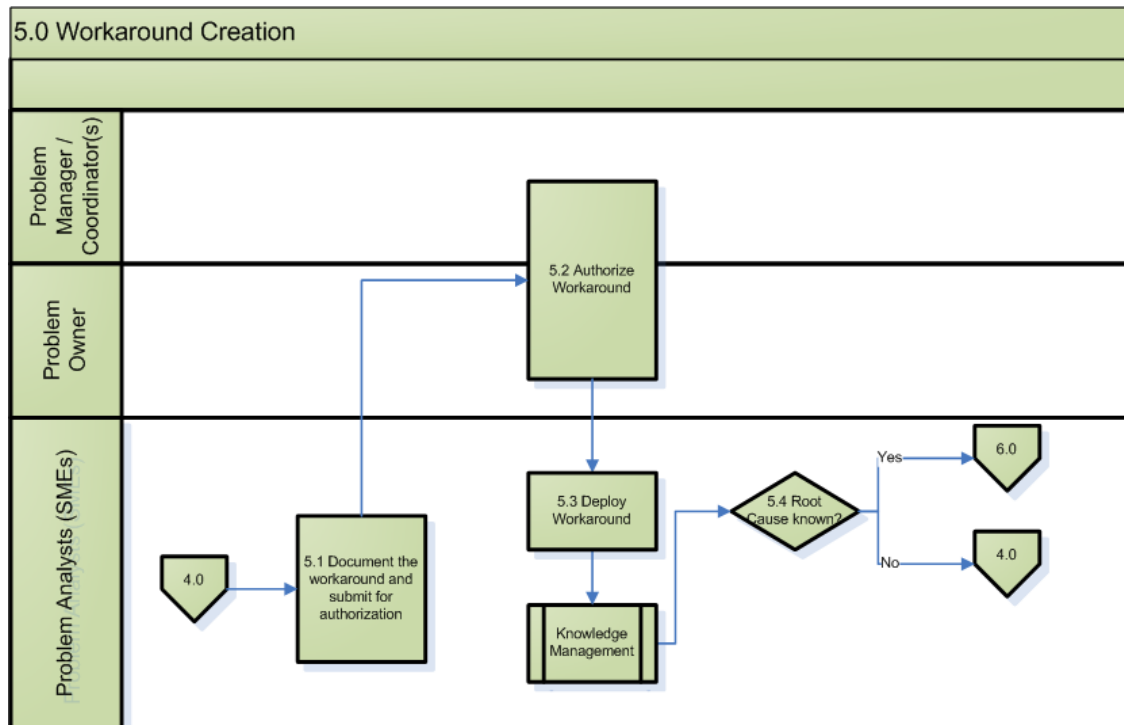 5.0 Workaround Creation
Problem
Manager /
Coordinator(s)
5.2 Authorize
Workaround
Problem
Owner
Problem Analysts (SMEs)
4.0
5.1 Document the
workaround and
submit for
authorization
5.3 Deploy
Workaround
Knowledge
Management
5.4 Root
Cause known?
Yes
6.0
No
4.0